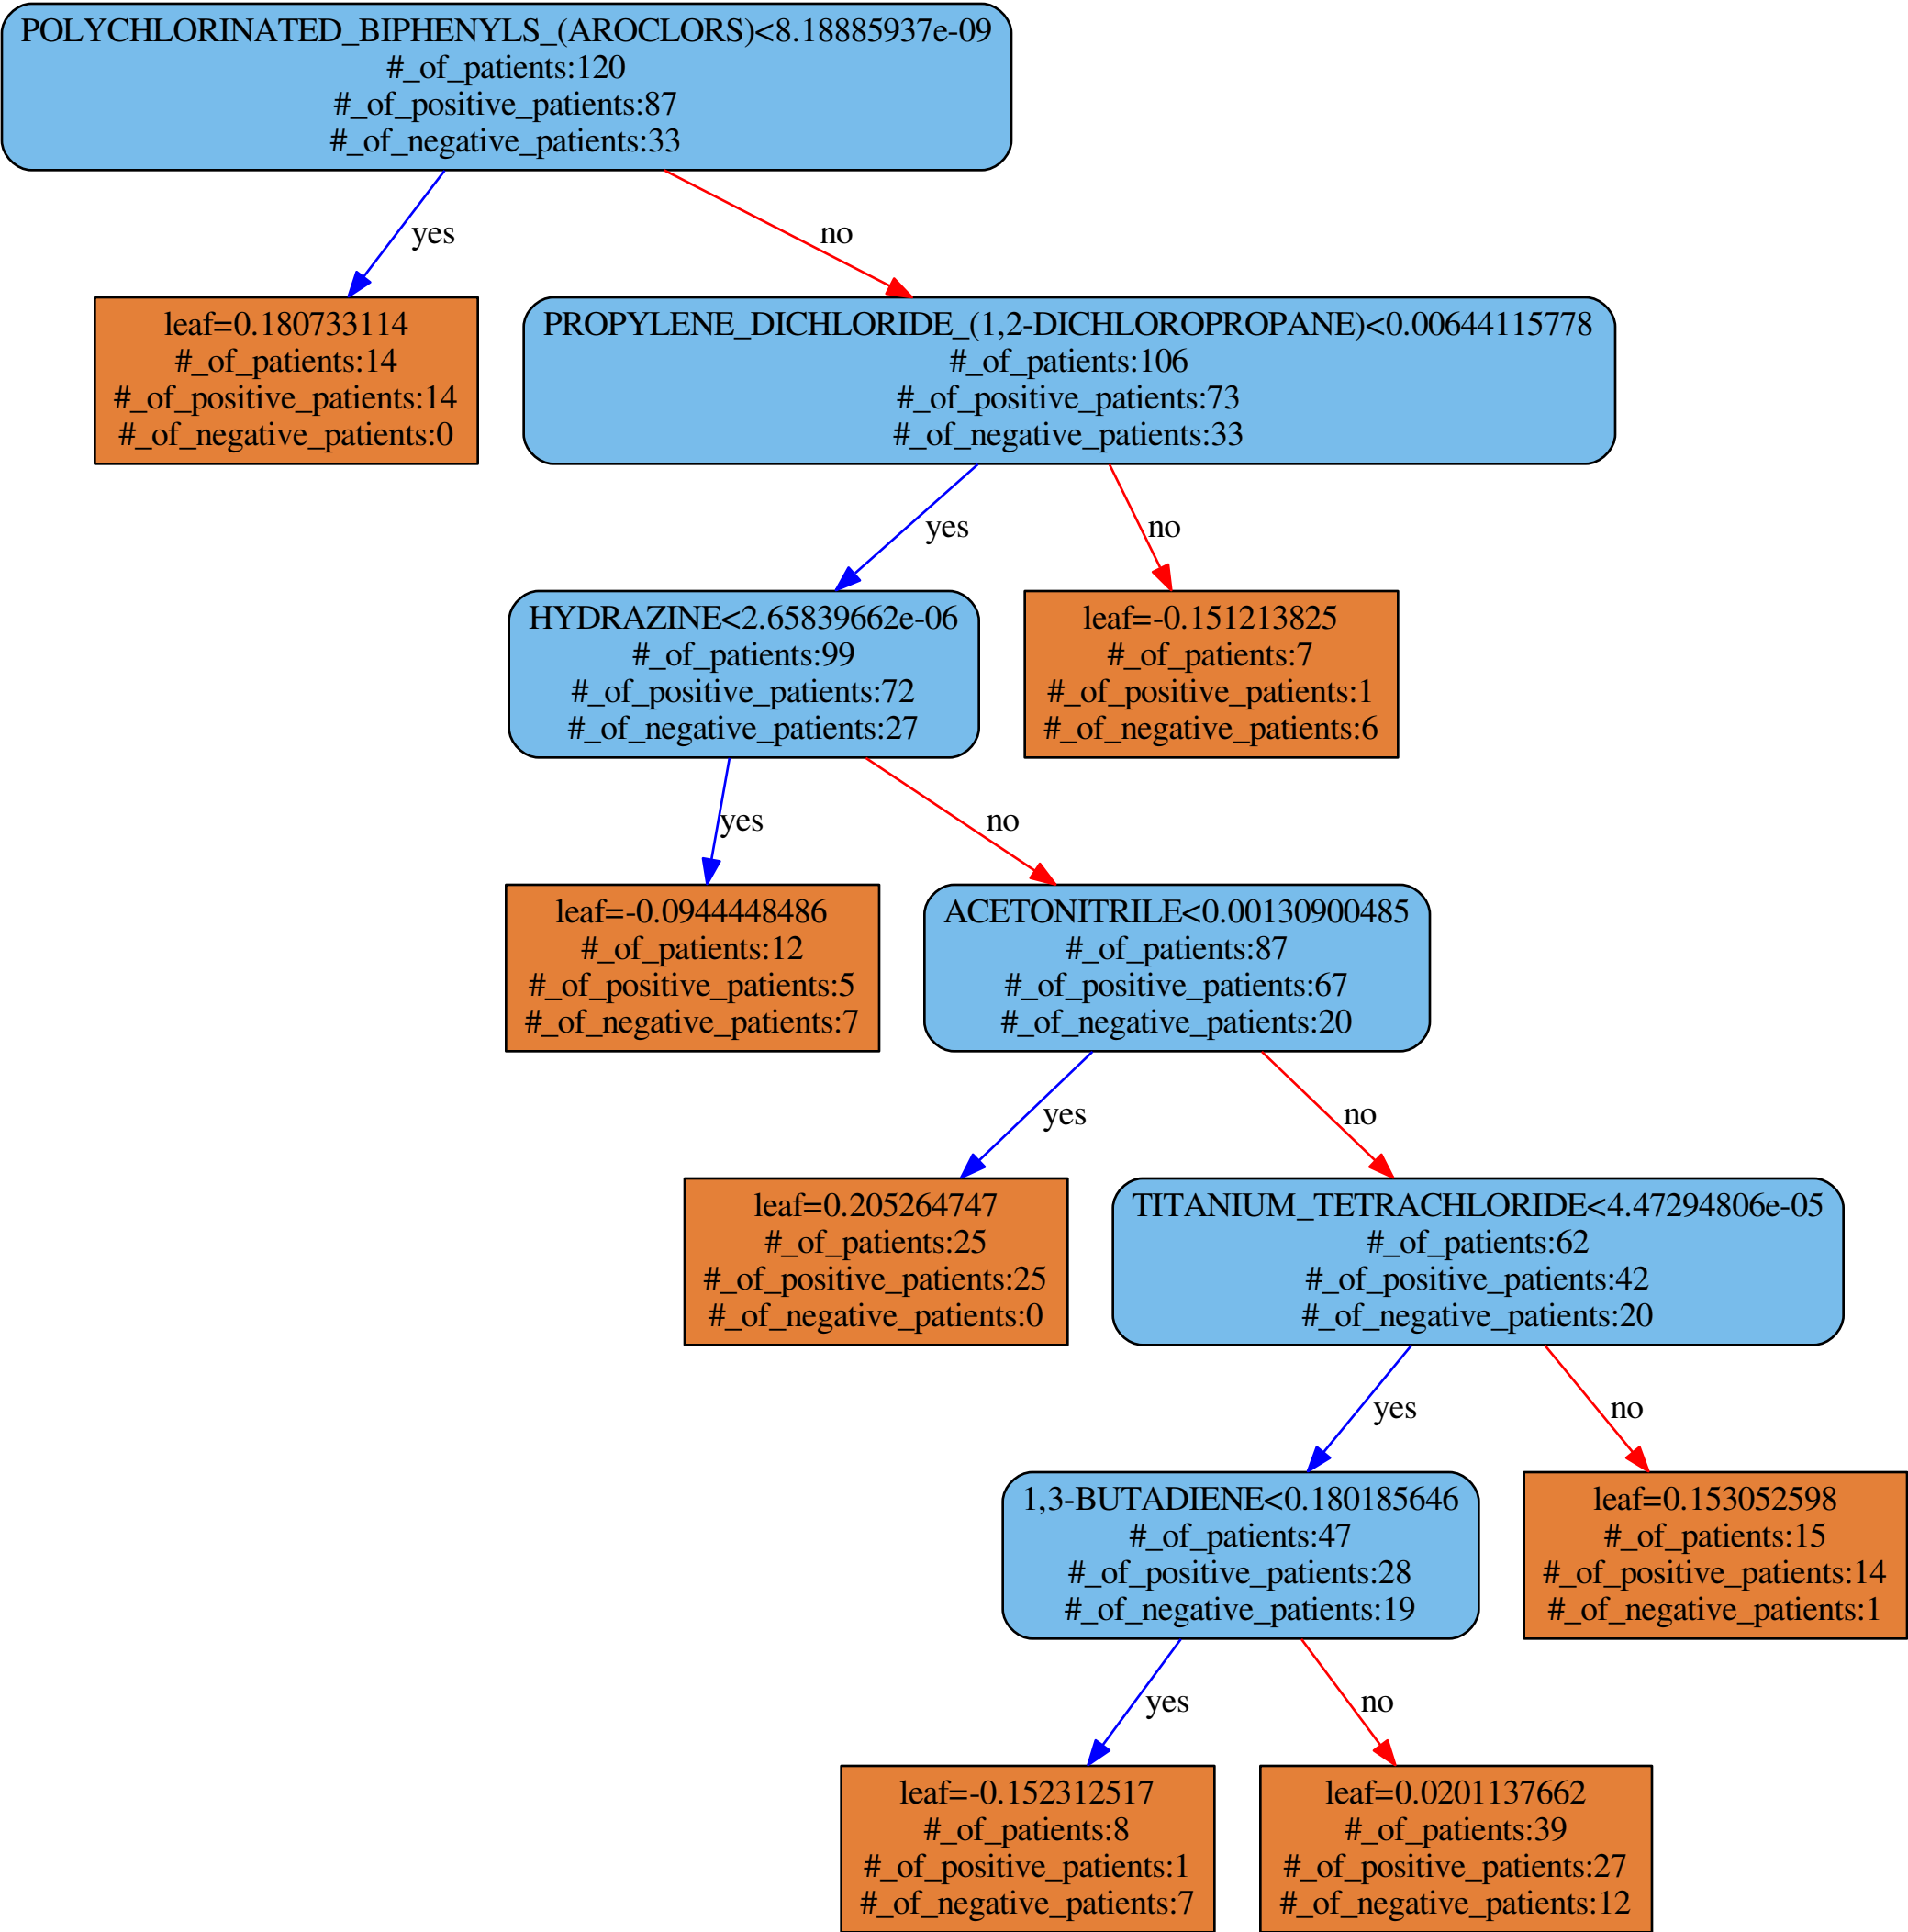 POLYCHLORINATED_BIPHENYLS_(AROCLORS)<8.18885937e-09
#_of_patients:120
#_of_positive_patients:87
#_of_negative_patients:33
yes
no
leaf=0.180733114
#_of_patients:14
#_of_positive_patients:14
#_of_negative_patients:0
PROPYLENE_DICHLORIDE_(1,2-DICHLOROPROPANE)<0.00644115778
#_of_patients:106
#_of_positive_patients:73
#_of_negative_patients:33
yes
no
HYDRAZINE<2.65839662e-06
#_of_patients:99
#_of_positive_patients:72
#_of_negative_patients:27
leaf=-0.151213825
#_of_patients:7
#_of_positive_patients:1
#_of_negative_patients:6
yes
no
leaf=-0.0944448486
#_of_patients:12
#_of_positive_patients:5
#_of_negative_patients:7
ACETONITRILE<0.00130900485
#_of_patients:87
#_of_positive_patients:67
#_of_negative_patients:20
yes
no
leaf=0.205264747
#_of_patients:25
#_of_positive_patients:25
#_of_negative_patients:0
TITANIUM_TETRACHLORIDE<4.47294806e-05
#_of_patients:62
#_of_positive_patients:42
#_of_negative_patients:20
yes
no
1,3-BUTADIENE<0.180185646
#_of_patients:47
#_of_positive_patients:28
#_of_negative_patients:19
leaf=0.153052598
#_of_patients:15
#_of_positive_patients:14
#_of_negative_patients:1
yes
no
leaf=-0.152312517
#_of_patients:8
#_of_positive_patients:1
#_of_negative_patients:7
leaf=0.0201137662
#_of_patients:39
#_of_positive_patients:27
#_of_negative_patients:12